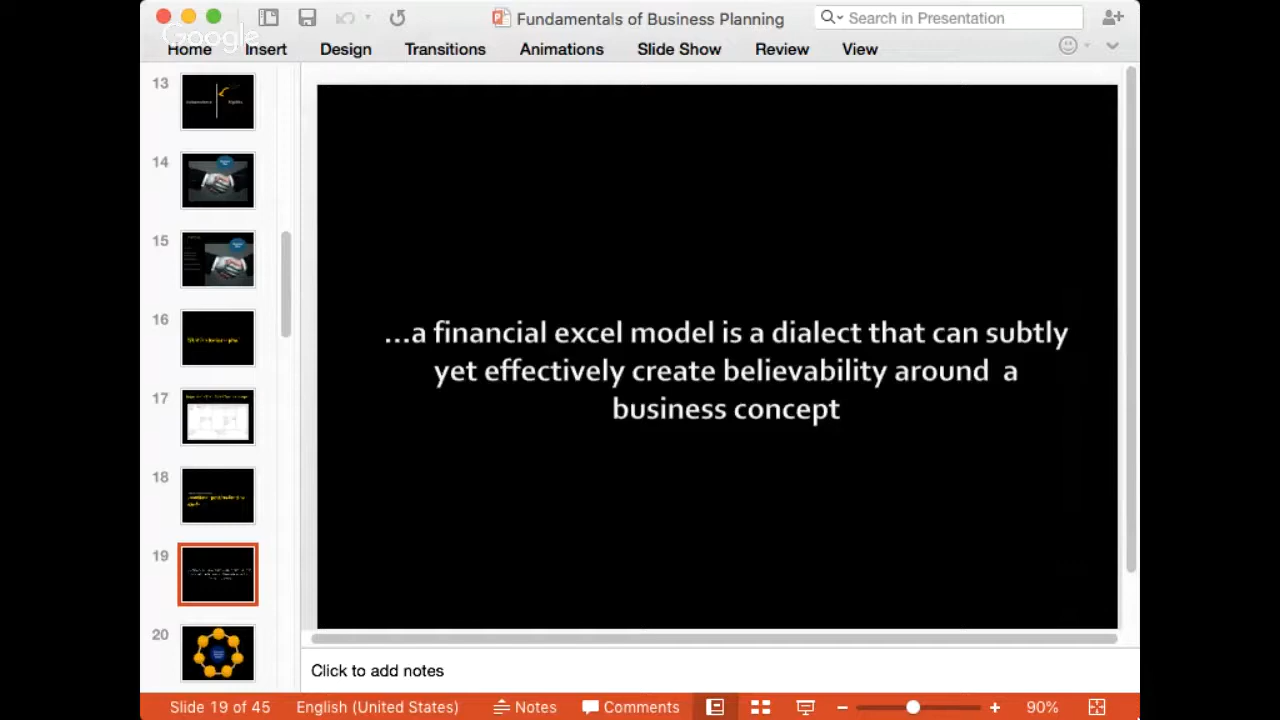 Fundamentals of Business Planning
Search in Presentation
Google
Home Insert Design Transitions Animations Slide Show Review View
13
14
15
16
17
18
19
20
...a financial excel model is a dialect that can subtly
yet effectively create believability around a
business concept
Click to add notes
Slide 19 of 45 English (United States) Notes Comments 90%